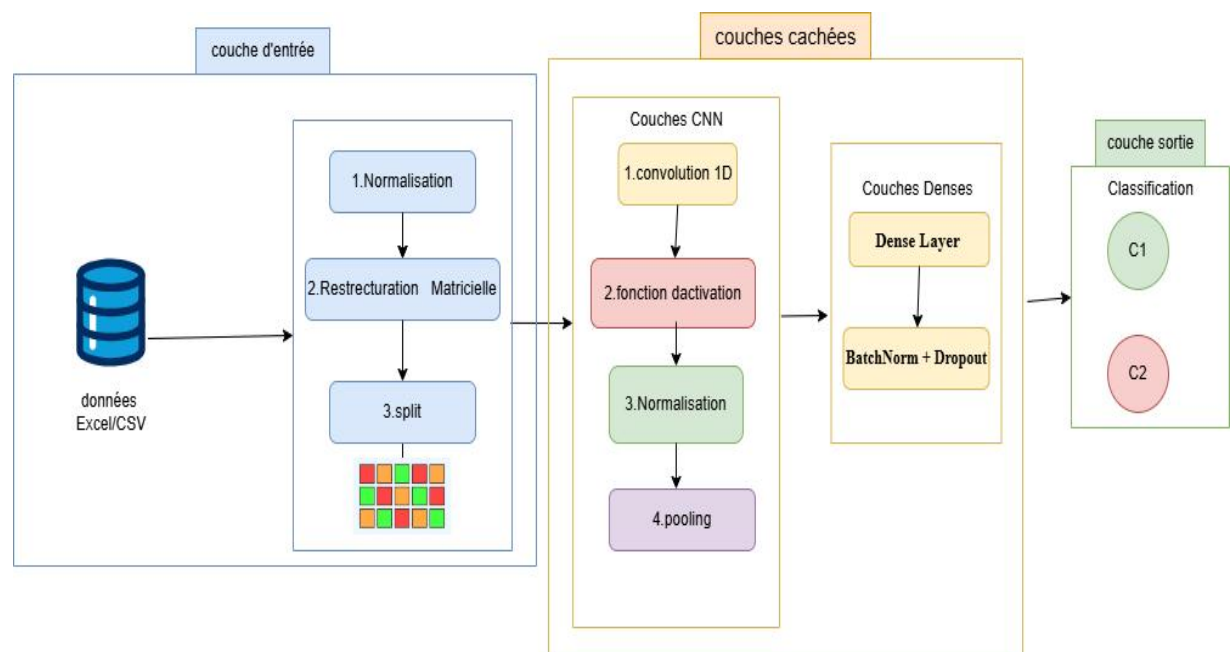 couche d'entrée
données
Excel/CSV
1.Normalisation
2.Restrecturation Matricielle
3.split
couches cachées
Couches CNN
1.convolution 1D
2.fonction dactivation
3.Normalisation
4.pooling
Couches Denses
Dense Layer
BatchNorm + Dropout
couche sortie
Classification
C1
C2